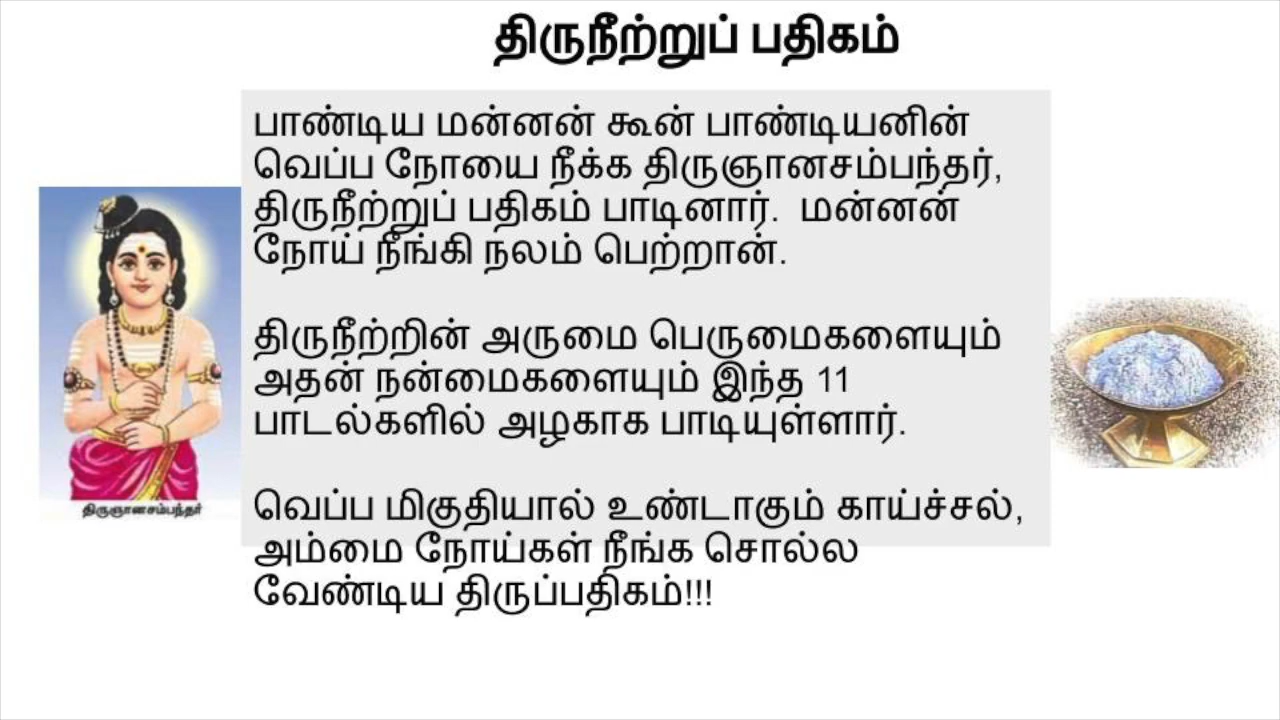 திருநீற்றுப் பதிகம்
பாண்டிய மன்னன் கூன் பாண்டியனின்
வெப்ப நோயை நீக்க திருஞானசம்பந்தர்,
திருநீற்றுப் பதிகம் பாடினார். மன்னன்
நோய் நீங்கி நலம் பெற்றான்.
திருநீற்றின் அருமை பெருமைகளையும்
அதன் நன்மைகளையும் இந்த 11
பாடல்களில் அழகாக பாடியுள்ளார்.
வெப்ப மிகுதியால் உண்டாகும் காய்ச்சல்,
அம்மை நோய்கள் நீங்க சொல்ல
வேண்டிய திருப்பதிகம்!!!
திருஞானசம்பந்தர்